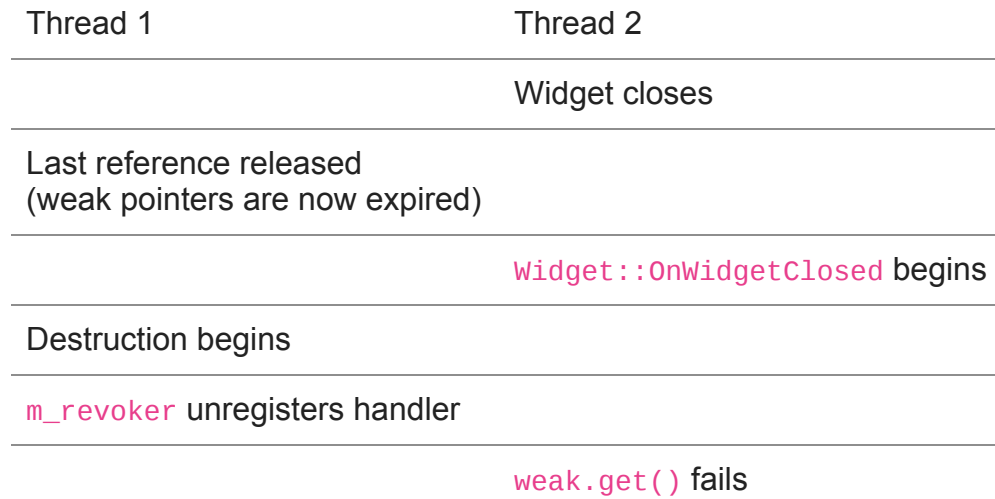 Thread 1 Thread 2
Widget closes
Last reference released
(weak pointers are now expired)
Widget::OnWidgetClosed begins
Destruction begins
m_revoker unregisters handler
weak.get() fails